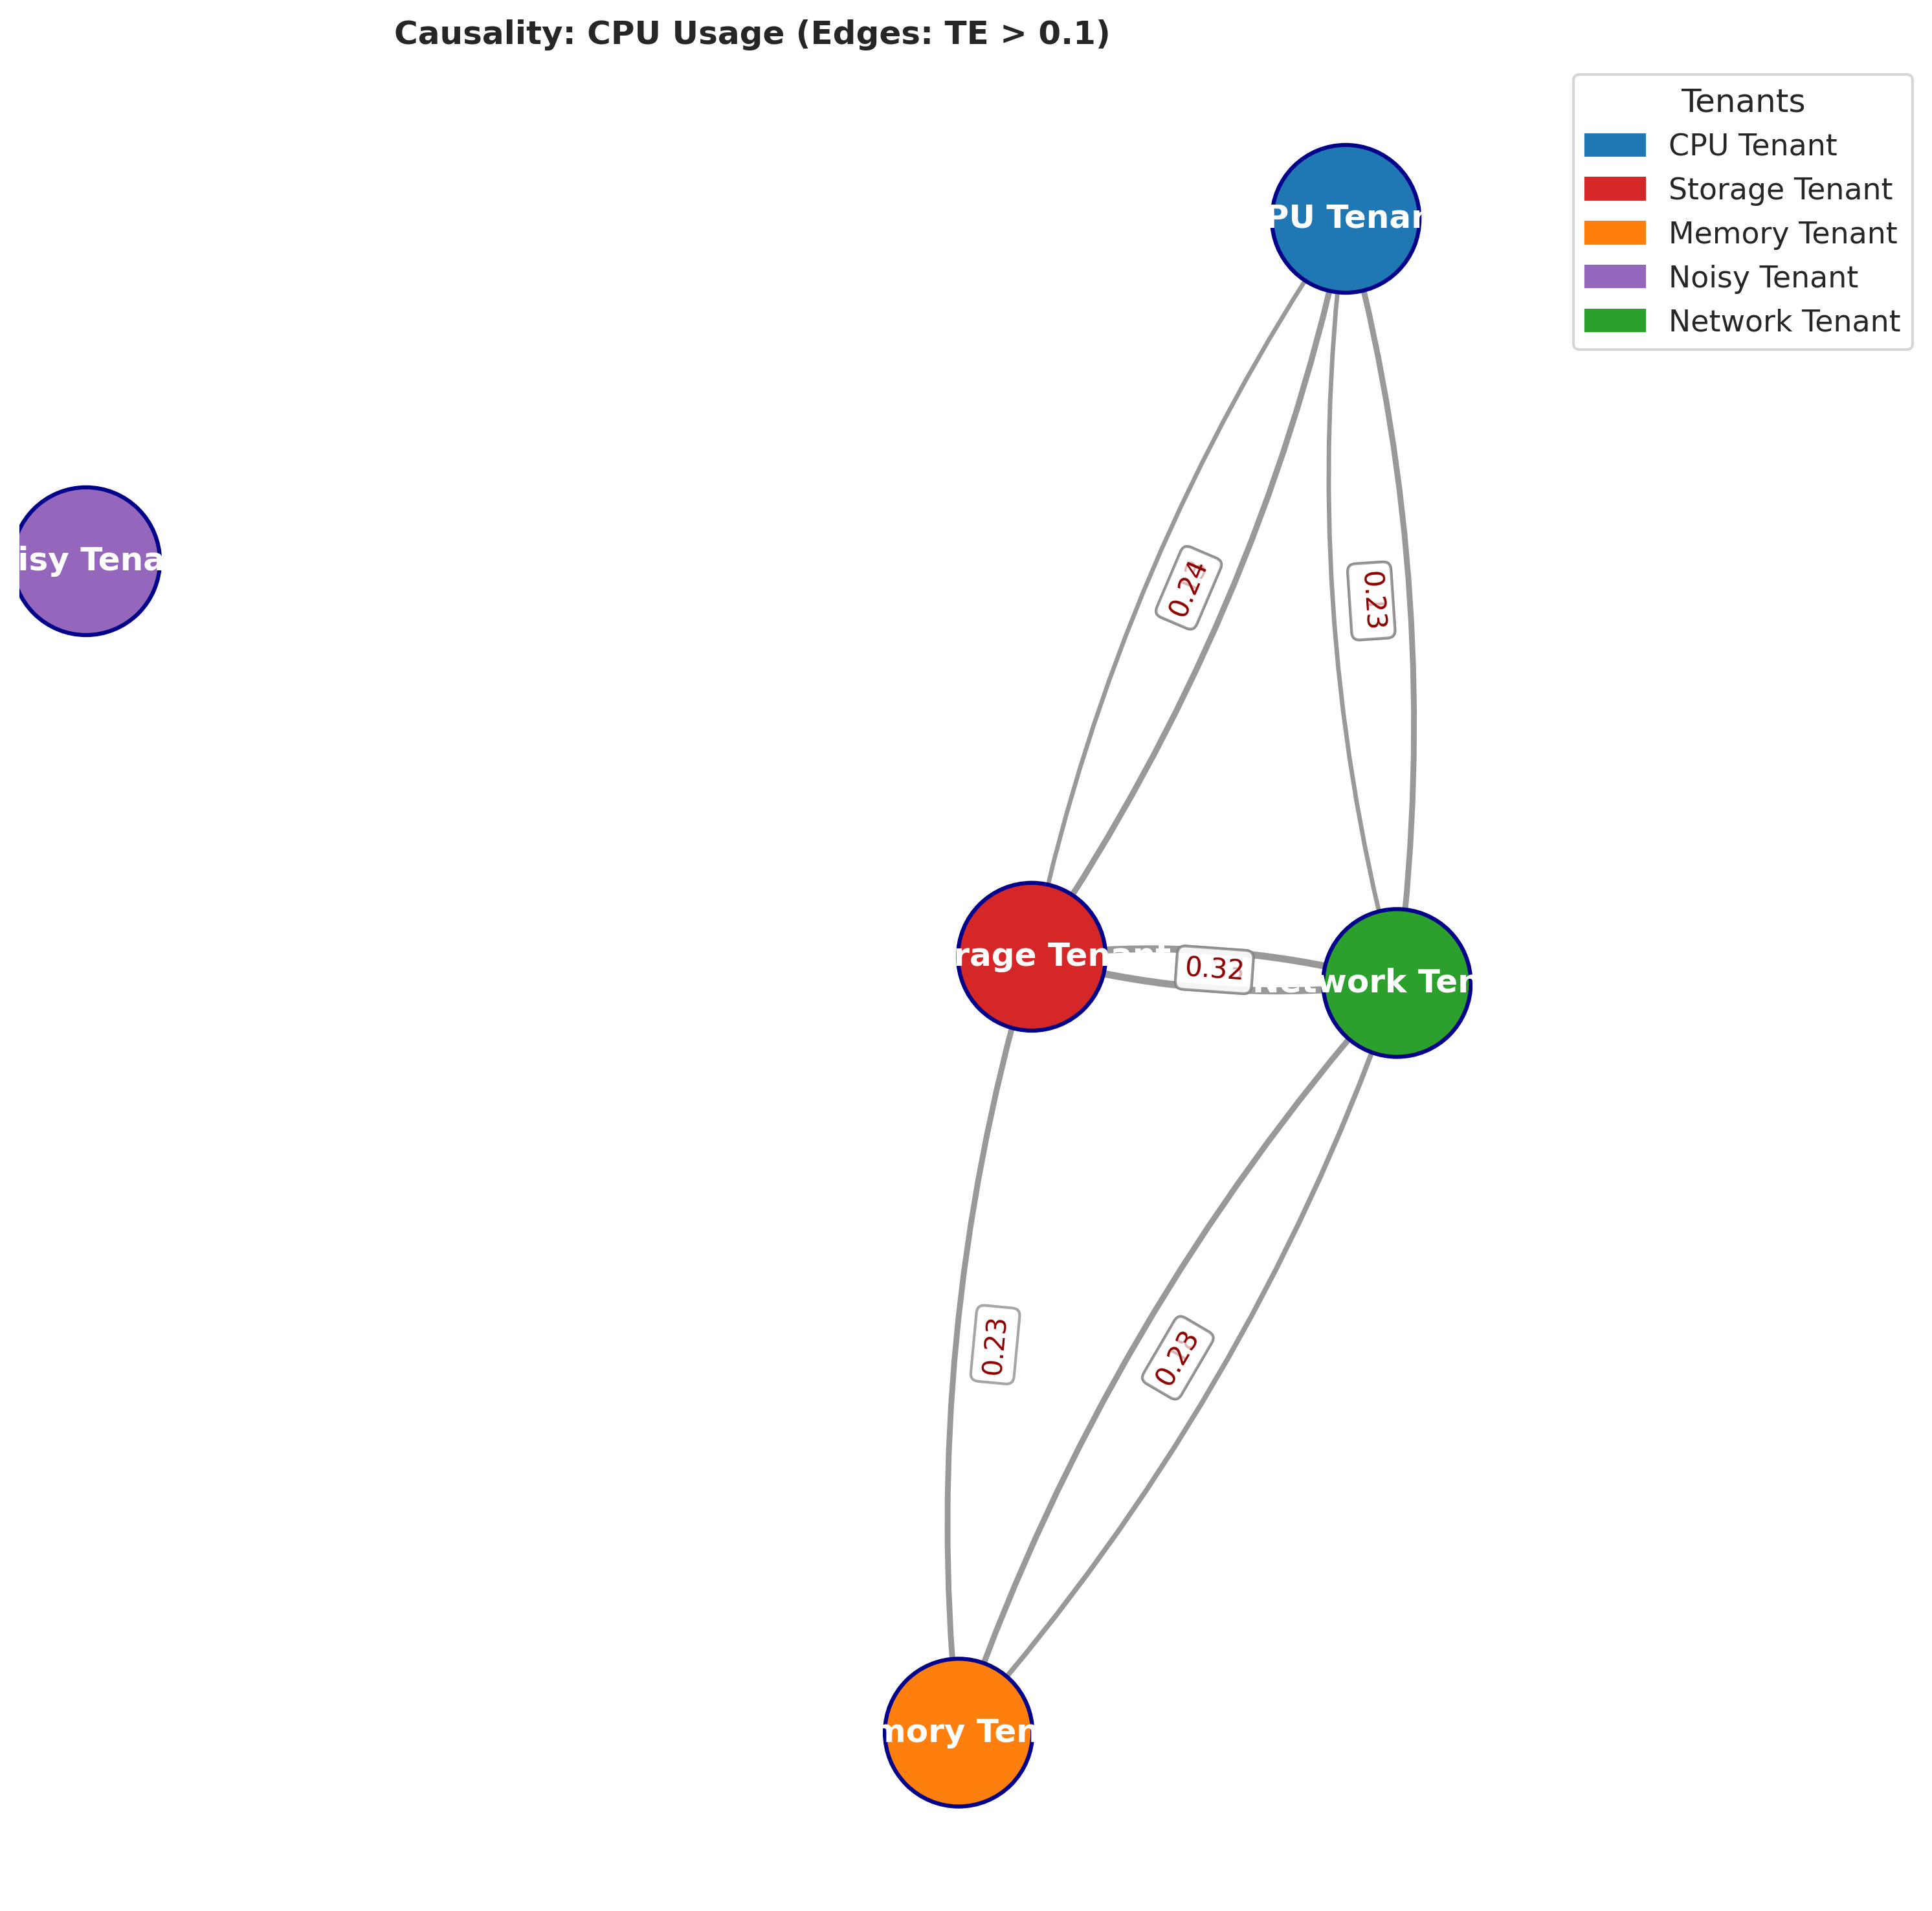 Causality: CPU Usage (Edges: TE > 0.1)
Tenants
CPU Tenant
Storage Tenant
Memory Tenant
Noisy Tenant
Network Tenant
PU Tenan
isy Tena
0.24
0.23
rage Tenant
0.32
Network Ten
0.23
0.23
mory Ten